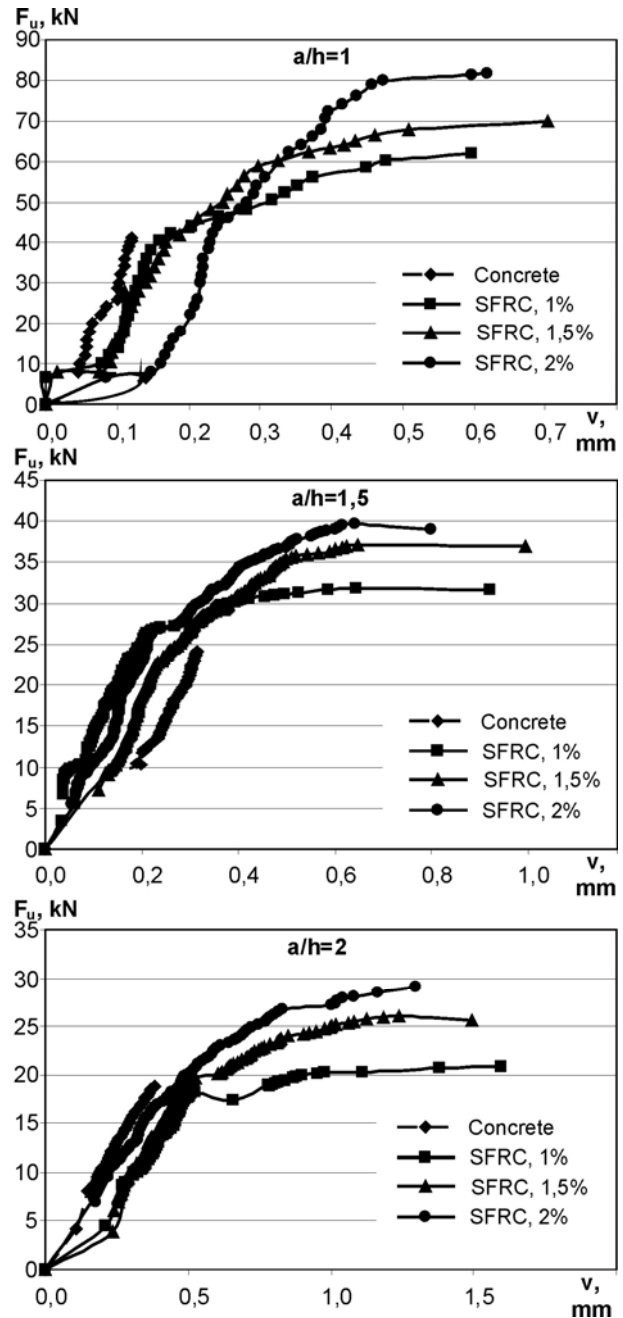 Fu, kN
a/h=1
90
80
70
60
50
40
30
20
10
0
0,0 0,1 0,2 0,3 0,4 0,5 0,6 0,7
v, mm
Concrete
SFRC, 1%
SFRC, 1,5%
SFRC, 2%
Fu, kN
a/h=1,5
45
40
35
30
25
20
15
10
5
0
0,0 0,2 0,4 0,6 0,8 1,0
v, mm
Concrete
SFRC, 1%
SFRC, 1,5%
SFRC, 2%
Fu, kN
a/h=2
35
30
25
20
15
10
5
0
0,0 0,5 1,0 1,5
v, mm
Concrete
SFRC, 1%
SFRC, 1,5%
SFRC, 2%